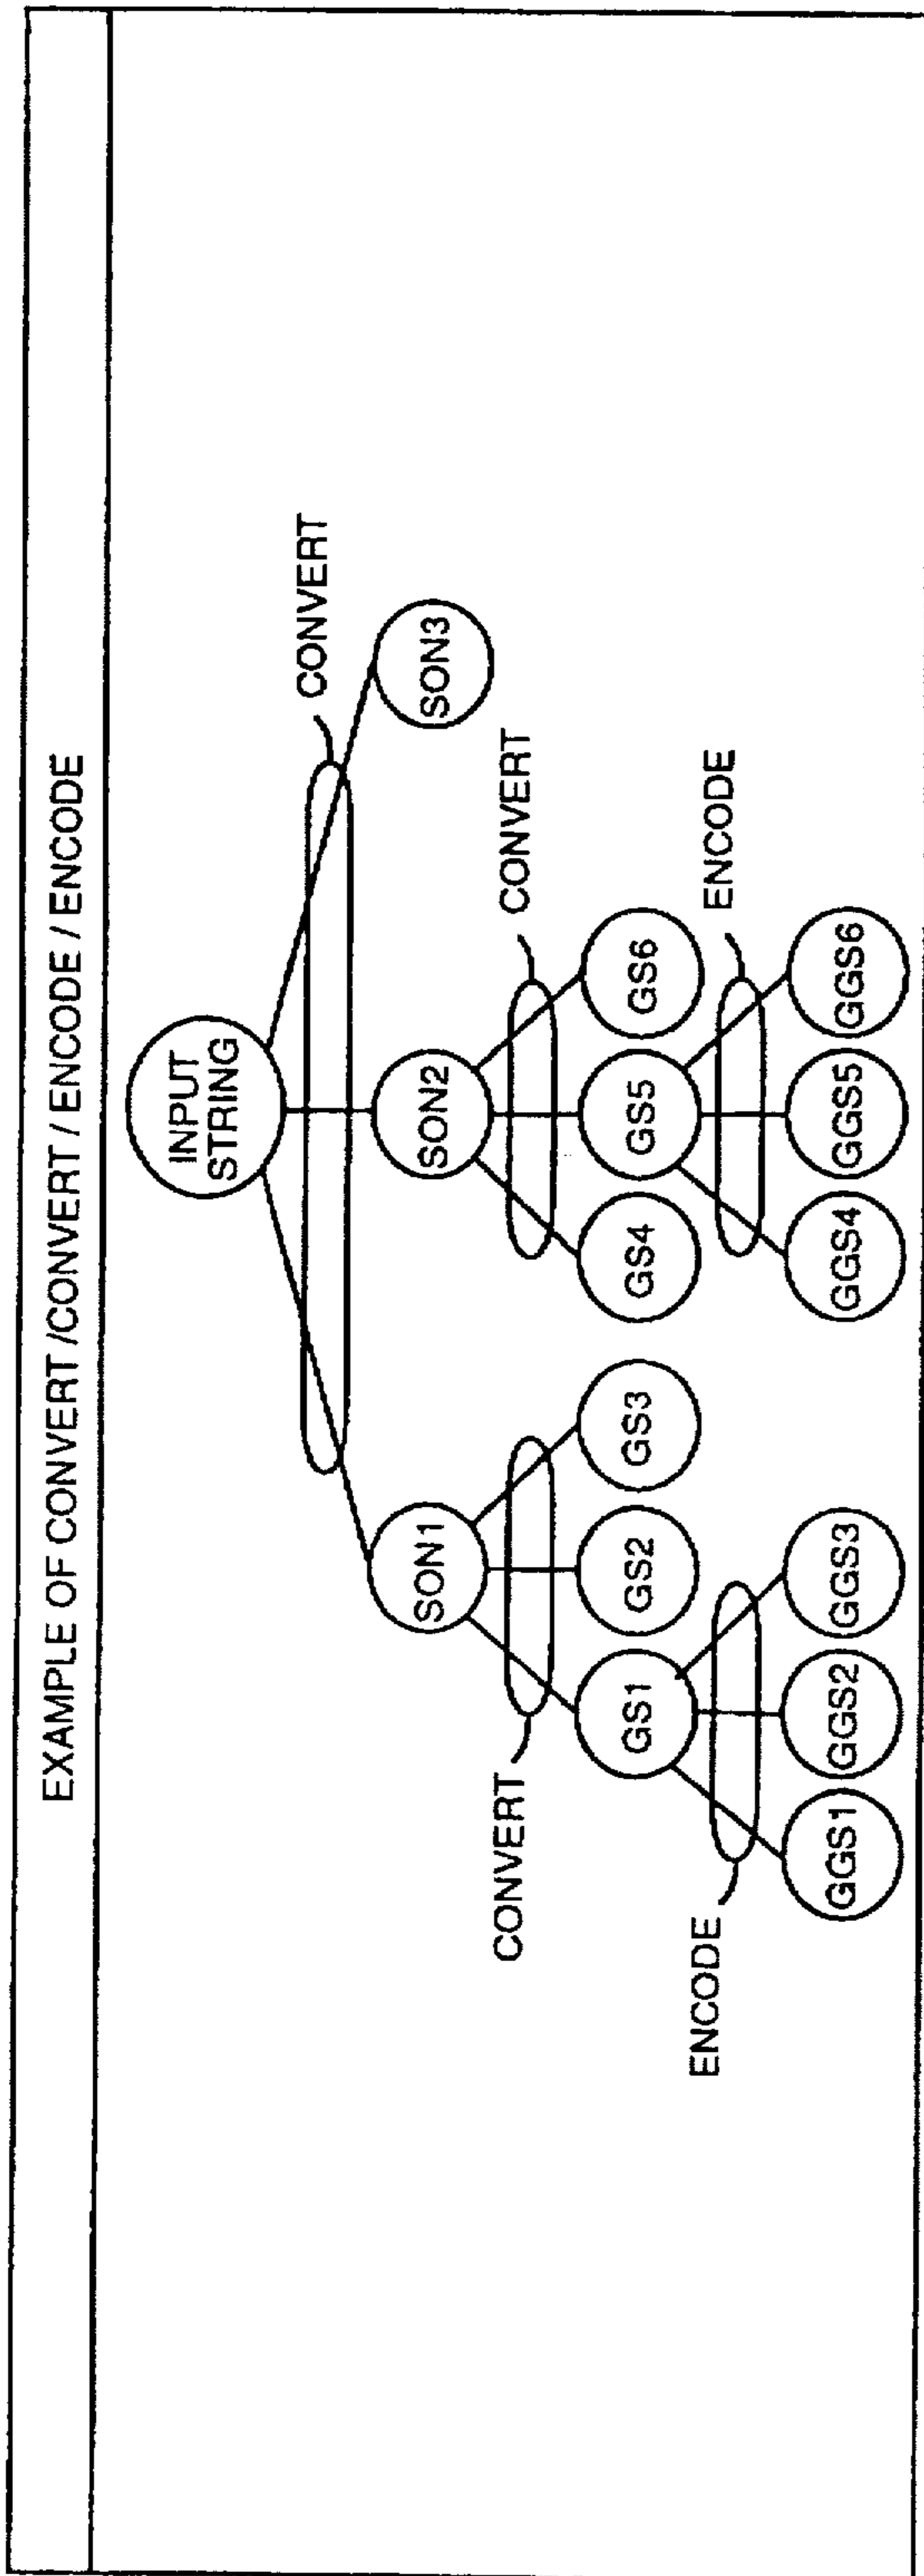 EXAMPLE OF CONVERT /CONVERT / ENCODE / ENCODE
INPUT
STRING
CONVERT
SON1
SON2
SON3
CONVERT
CONVERT
GS1
GS2
GS3
GS4
GS5
GS6
ENCODE
ENCODE
GGS1
GGS2
GGS3
GGS4
GGS5
GGS6